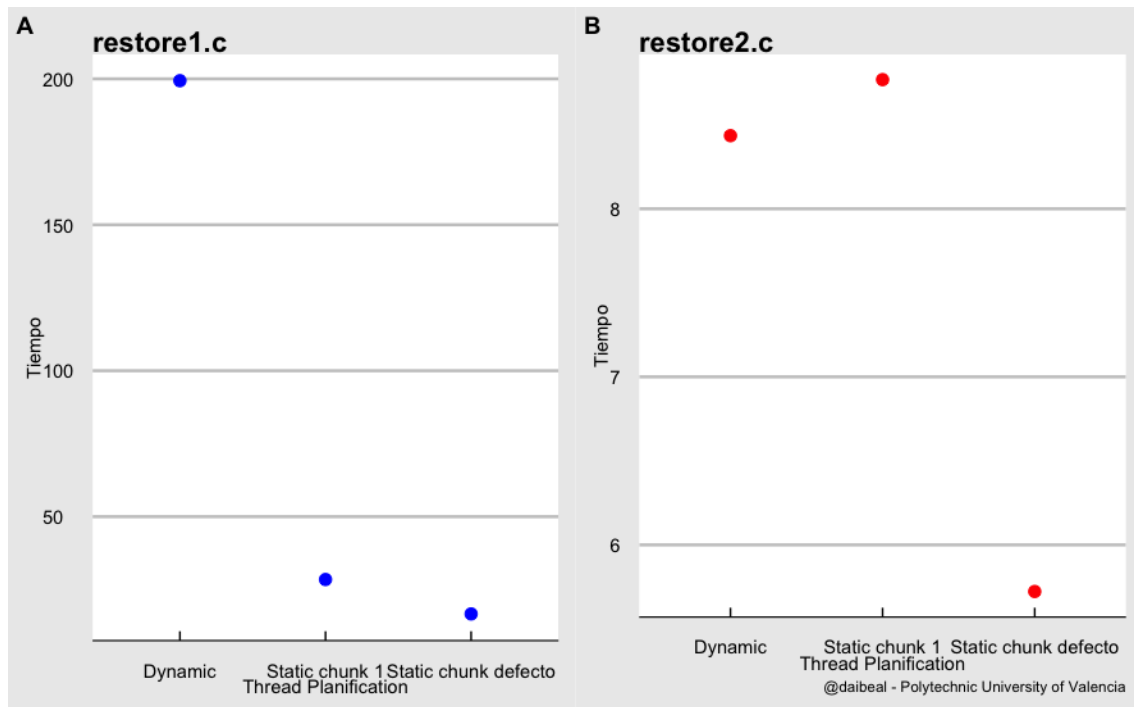 A
restore1.c
200
150
100
50
Tiempo
Dynamic
Static chunk 1
Static chunk defecto
Thread Planification
B
restore2.c
8
7
6
Tiempo
Dynamic
Static chunk 1
Static chunk defecto
Thread Planification
@daibeal - Polytechnic University of Valencia